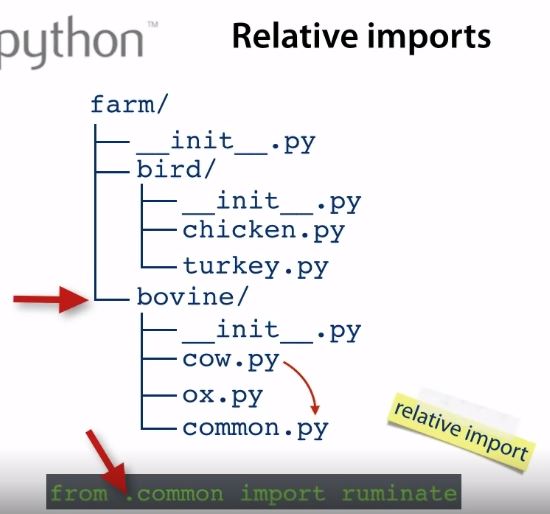 python™
Relative imports
farm/
__init__.py
bird/
__init__.py
chicken.py
turkey.py
bovine/
__init__.py
cow.py
ox.py
common.py
relative import
from .common import ruminate